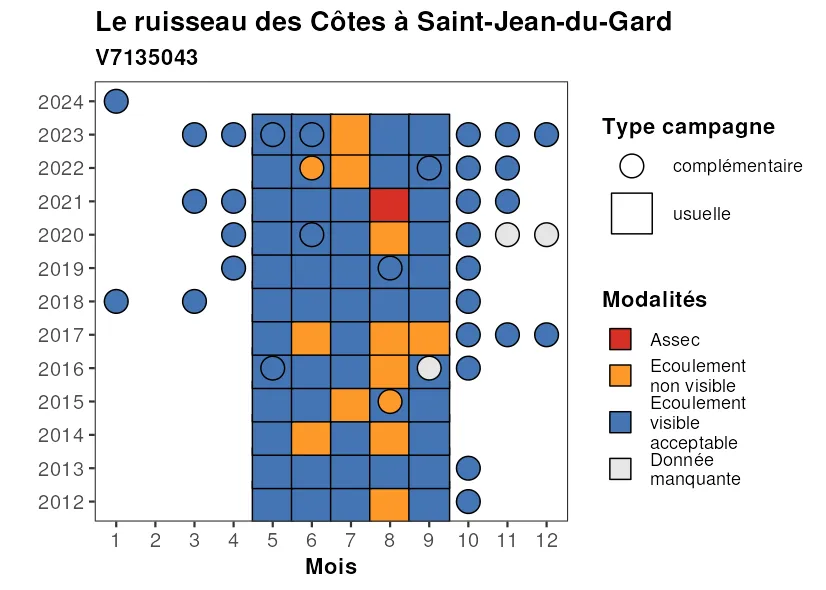 Le ruisseau des Côtes à Saint-Jean-du-Gard
V7135043
2024
2023
2022
2021
2020
2019
2018
2017
2016
2015
2014
2013
2012
1 2 3 4 5 6 7 8 9 10 11 12
Mois
Type campagne
complémentaire
usuelle
Modalités
Assec
Ecoulement
non visible
Ecoulement
visible
acceptable
Donnée
manquante